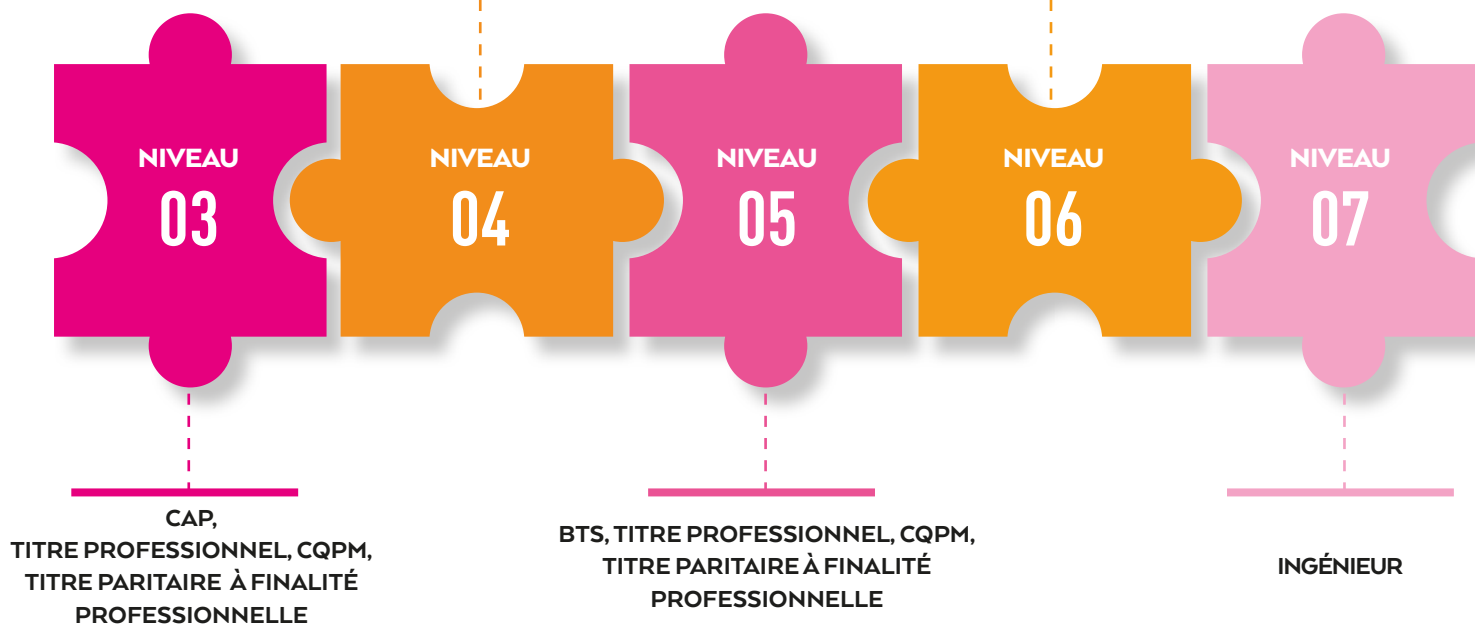 NIVEAU
03
NIVEAU
04
NIVEAU
05
NIVEAU
06
NIVEAU
07
CAP,
TITRE PROFESSIONNEL, CQPM,
TITRE PARITAIRE À FINALITÉ
PROFESSIONNELLE
BTS, TITRE PROFESSIONNEL, CQPM,
TITRE PARITAIRE À FINALITÉ
PROFESSIONNELLE
INGÉNIEUR